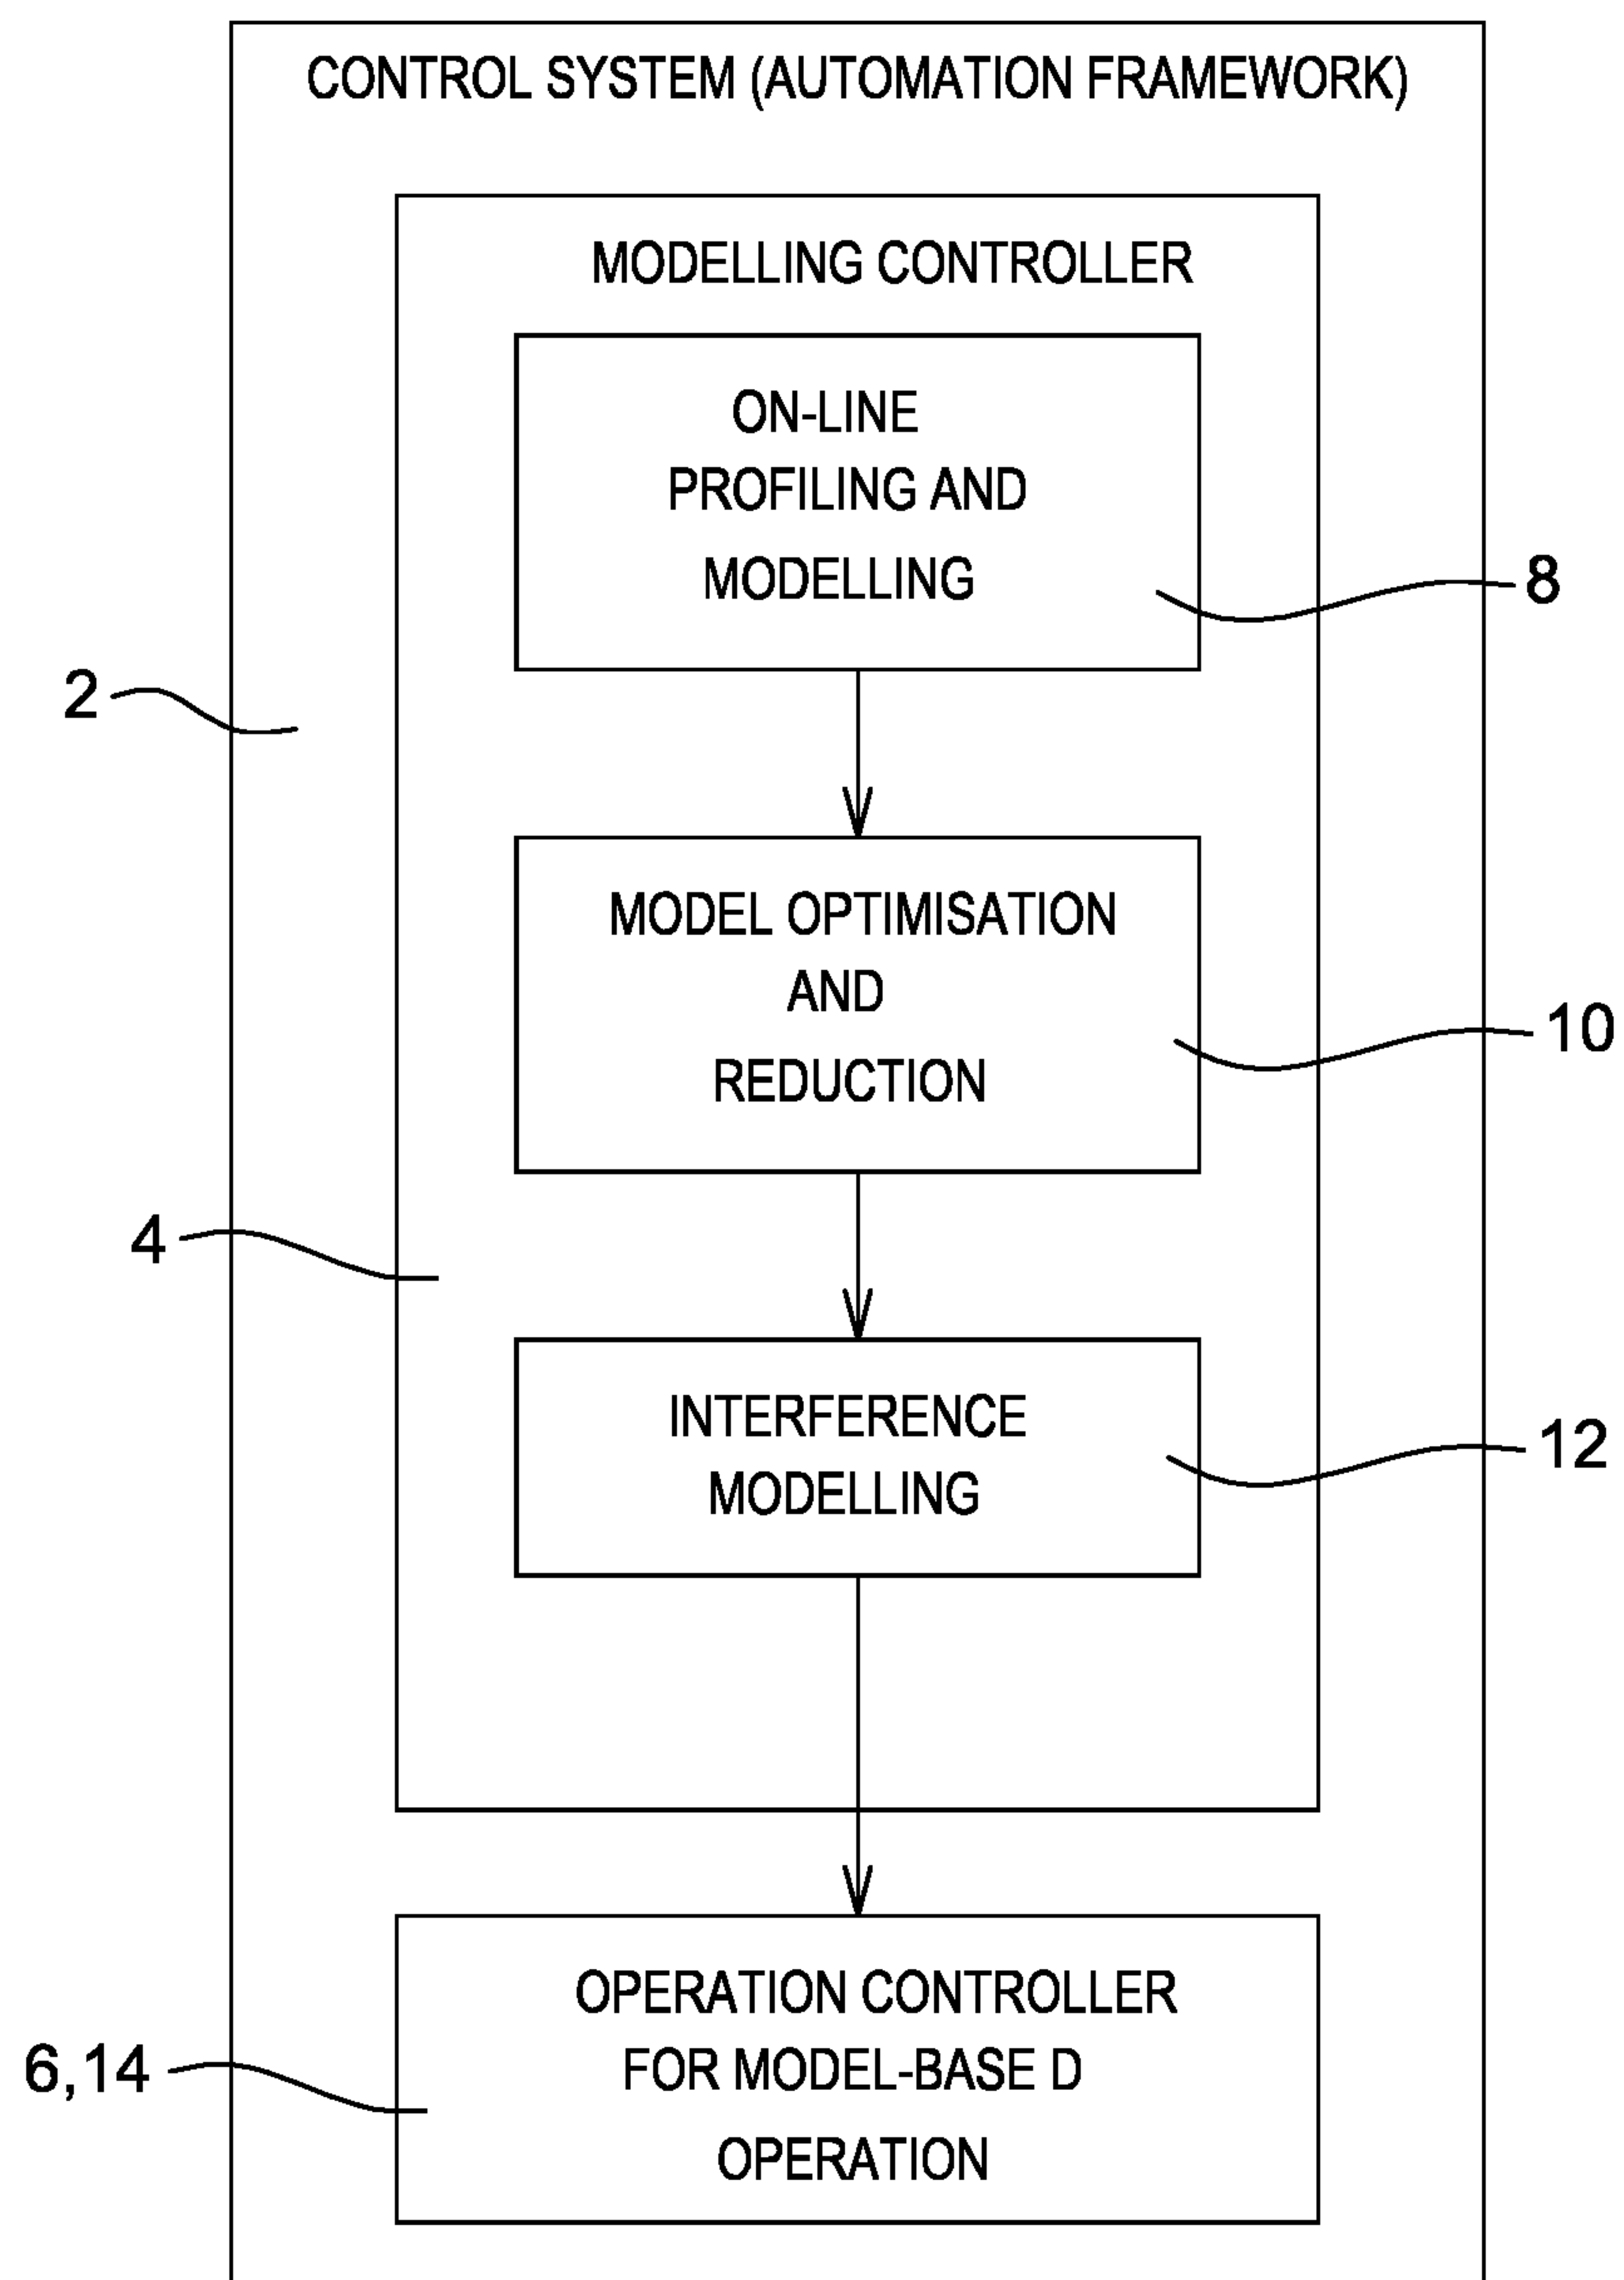 CONTROL SYSTEM (AUTOMATION FRAMEWORK)
MODELLING CONTROLLER
ON-LINE
PROFILING AND
MODELLING
8
2
MODEL OPTIMISATION
AND
REDUCTION
10
4
INTERFERENCE
MODELLING
12
OPERATION CONTROLLER
FOR MODEL-BASE D
OPERATION
6,14